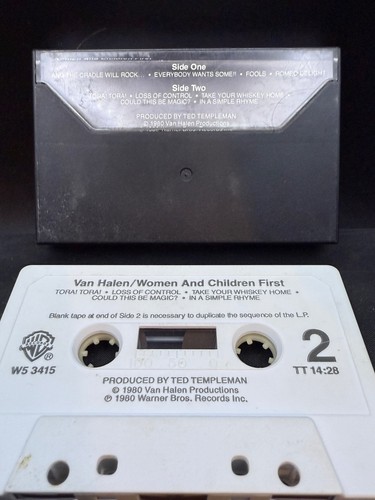 Side One
CRADLE WILL ROCK... • EVERYBODY WANTS SOME!! • FOOLS • ROMEO DELIGHT
Side Two
TORA! TORA! • LOSS OF CONTROL • TAKE YOUR WHISKEY HOME •
COULD THIS BE MAGIC? • IN A SIMPLE RHYME
PRODUCED BY TED TEMPLEMAN
© 1980 Van Halen Productions
Van Halen/Women And Children First
TORA! TORA! • LOSS OF CONTROL • TAKE YOUR WHISKEY HOME •
COULD THIS BE MAGIC? • IN A SIMPLE RHYME
Blank tape at end of Side 2 is necessary to duplicate the sequence of the L.P.
W5 3415
2
TT 14:28
PRODUCED BY TED TEMPLEMAN
© 1980 Van Halen Productions
℗ 1980 Warner Bros. Records Inc.